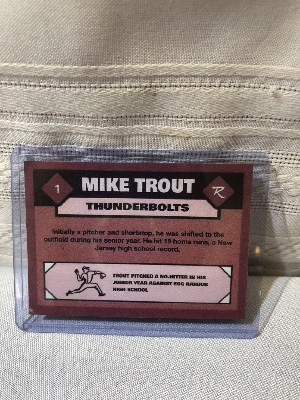 1
MIKE TROUT
R
THUNDERBOLTS
Initially a pitcher and shortstop, he was shifted to the
outfield during his senior year. He hit 18 home runs, a New
Jersey high school record.
TROUT PITCHED A NO-HITTER IN HIS
JUNIOR YEAR AGAINST EGG HARBOR
HIGH SCHOOL